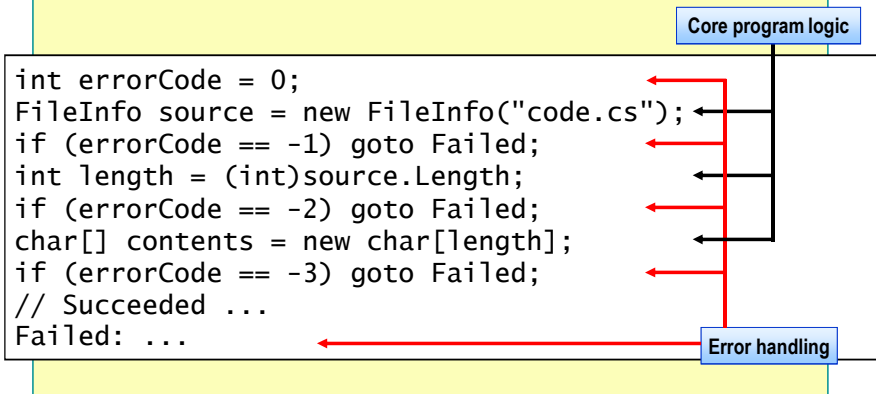 Core program logic
int errorCode = 0;
FileInfo source = new FileInfo("code.cs");
if (errorCode == -1) goto Failed;
int length = (int)source.Length;
if (errorCode == -2) goto Failed;
char[] contents = new char[length];
if (errorCode == -3) goto Failed;
// Succeeded ...
Failed: ...
Error handling